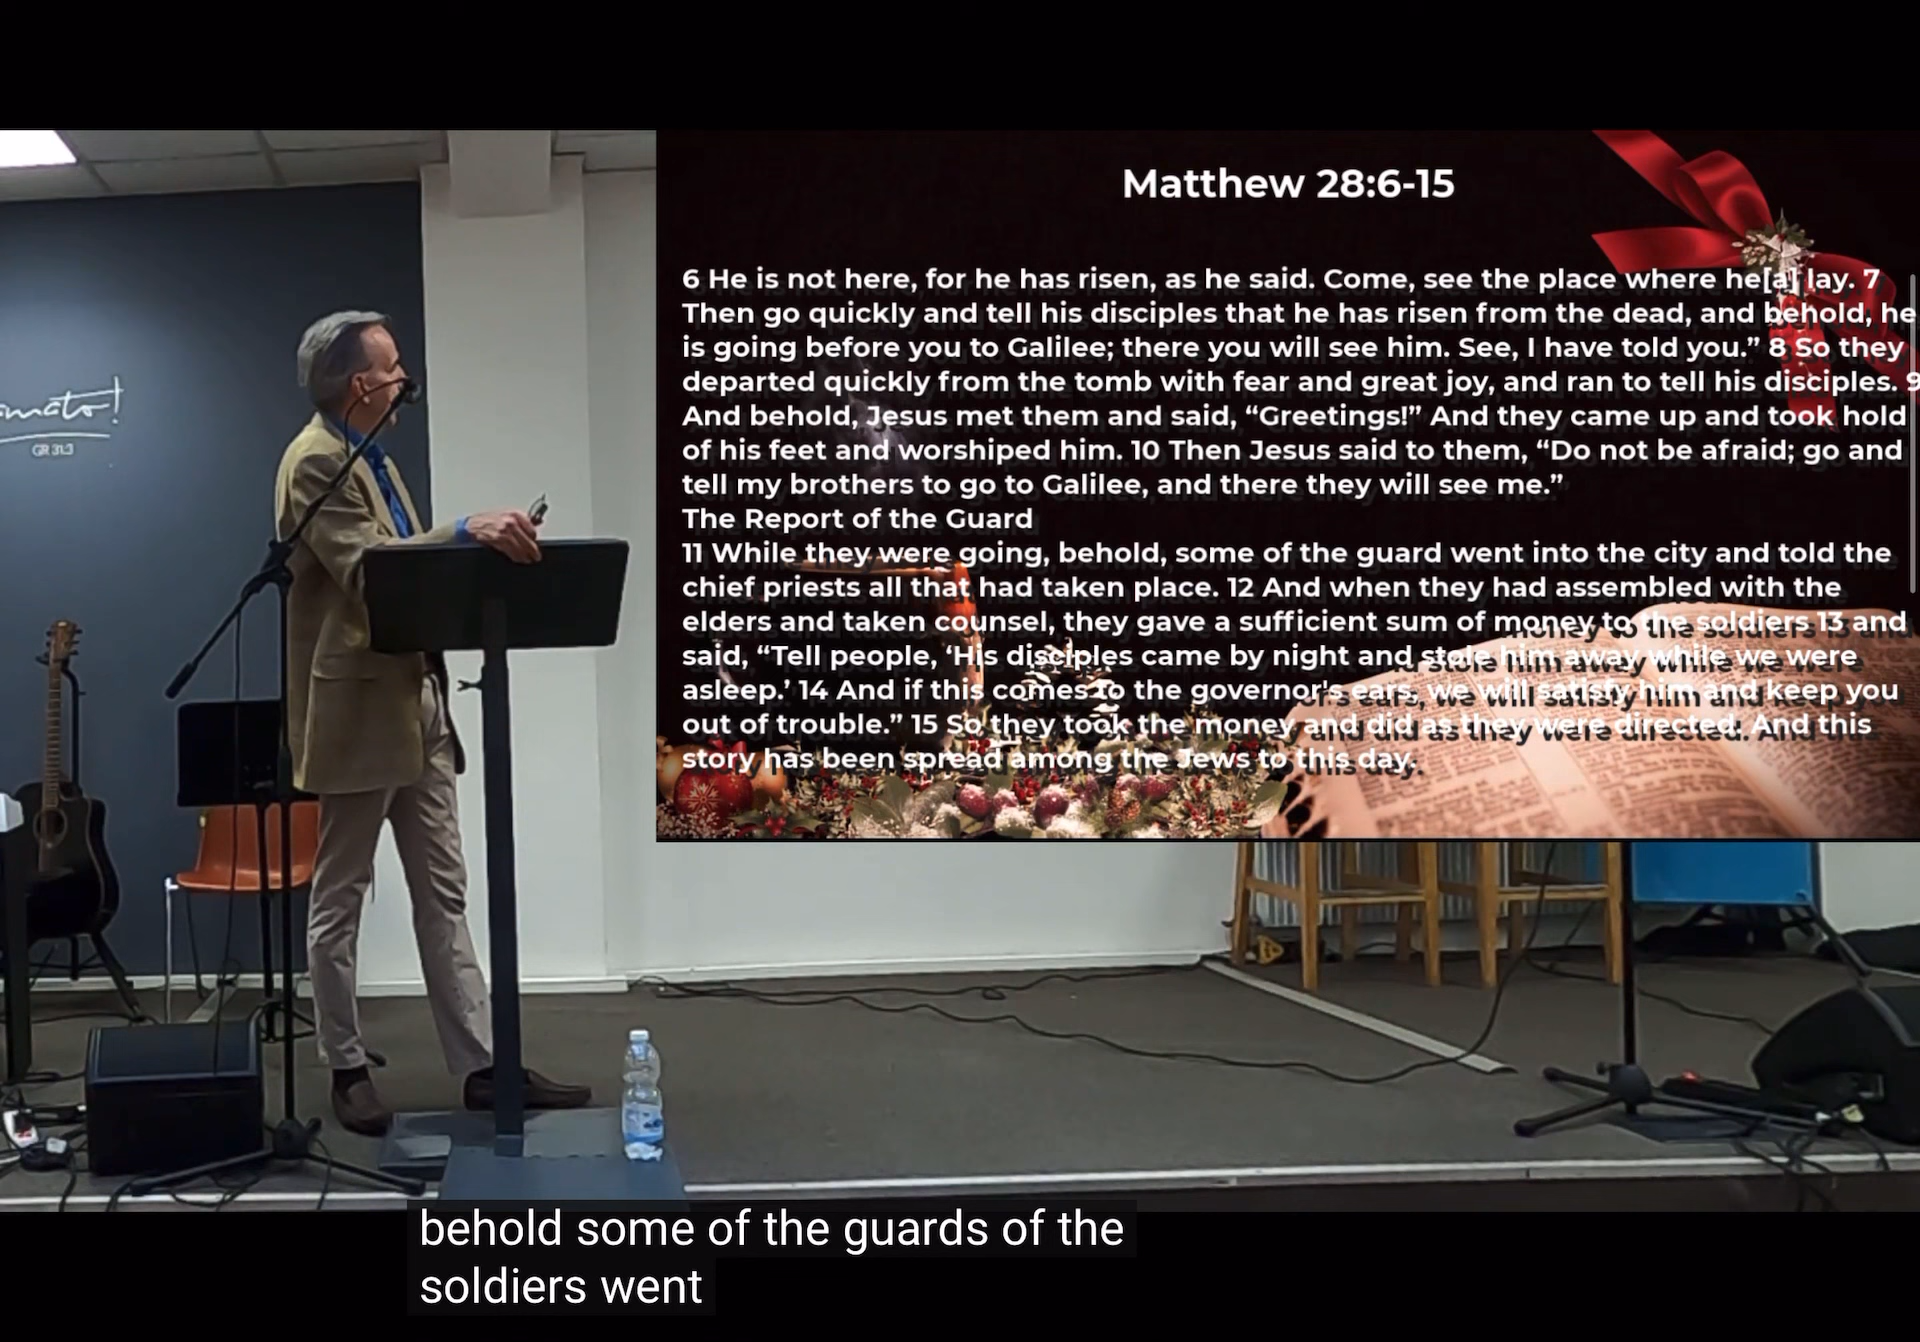 Matthew 28:6-15
6 He is not here, for he has risen, as he said. Come, see the place where he[a] lay. 7
Then go quickly and tell his disciples that he has risen from the dead, and behold, he
is going before you to Galilee; there you will see him. See, I have told you.” 8 So they
departed quickly from the tomb with fear and great joy, and ran to tell his disciples. 9
And behold, Jesus met them and said, “Greetings!” And they came up and took hold
of his feet and worshiped him. 10 Then Jesus said to them, “Do not be afraid; go and
tell my brothers to go to Galilee, and there they will see me.”
The Report of the Guard
11 While they were going, behold, some of the guard went into the city and told the
chief priests all that had taken place. 12 And when they had assembled with the
elders and taken counsel, they gave a sufficient sum of money to the soldiers 13 and
said, “Tell people, ‘His disciples came by night and stole him away while we were
asleep.’ 14 And if this comes to the governor's ears, we will satisfy him and keep you
out of trouble.” 15 So they took the money and did as they were directed. And this
story has been spread among the Jews to this day.
GR 31.3
behold some of the guards of the
soldiers went